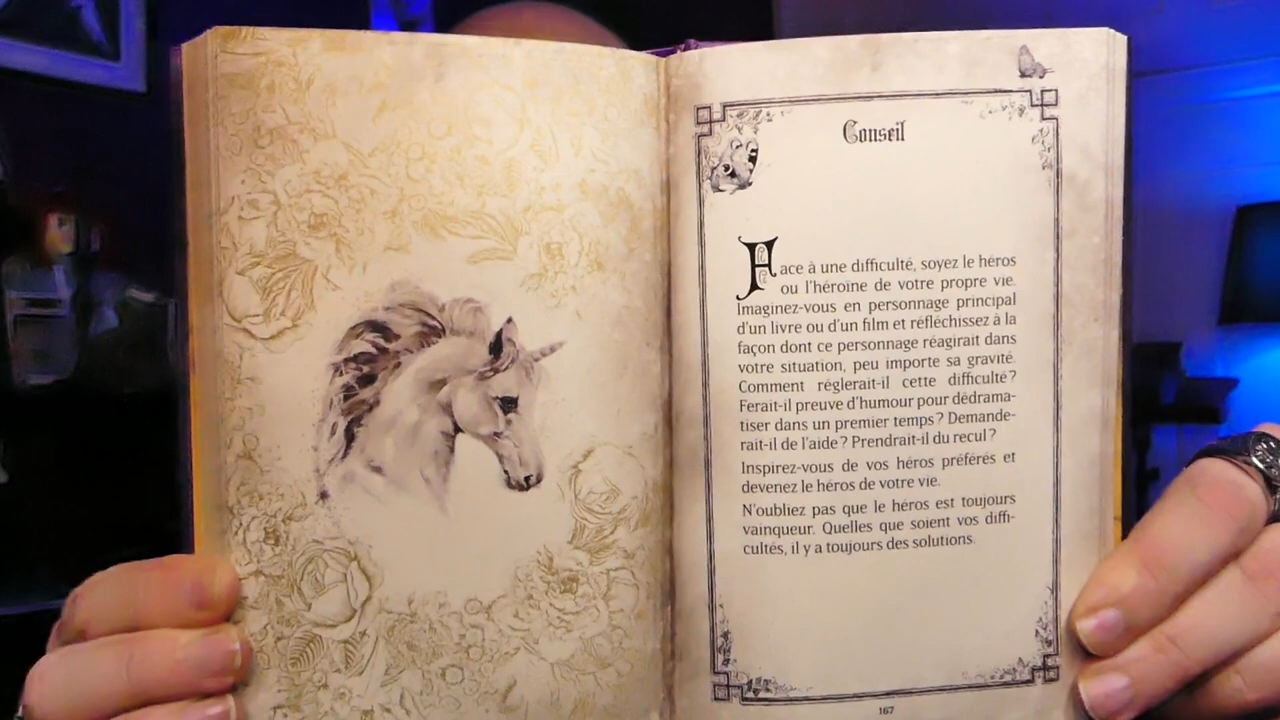 Conseil
Face à une difficulté, soyez le héros
ou l'héroïne de votre propre vie.
Imaginez-vous en personnage principal
d'un livre ou d'un film et réfléchissez à la
façon dont ce personnage réagirait dans
votre situation, peu importe sa gravité.
Comment réglerait-il cette difficulté ?
Ferait-il preuve d'humour pour dédrama-
tiser dans un premier temps ? Demande-
rait-il de l'aide ? Prendrait-il du recul ?
Inspirez-vous de vos héros préférés et
devenez le héros de votre vie.
N'oubliez pas que le héros est toujours
vainqueur. Quelles que soient vos diffi-
cultés, il y a toujours des solutions.
167